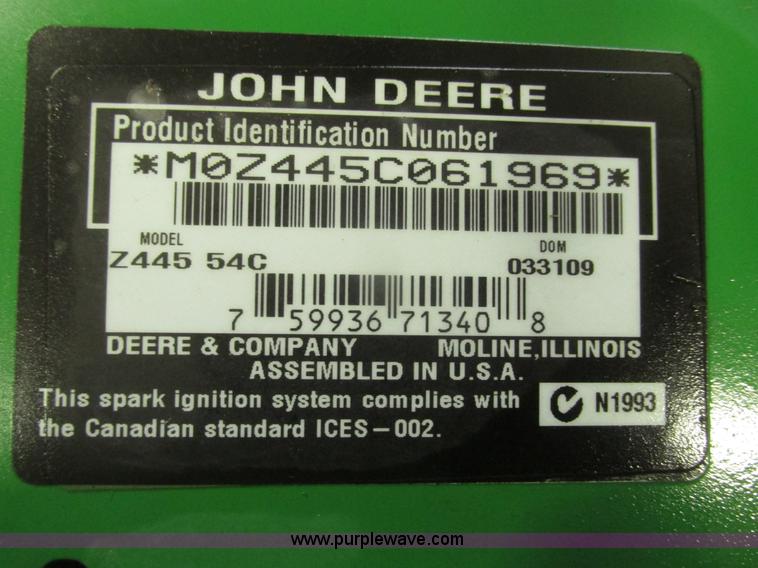 JOHN DEERE
Product Identification Number
*M0Z445C061969*
MODEL DOM
Z445 54C 033109
7 59936 71340 8
DEERE & COMPANY MOLINE, ILLINOIS
ASSEMBLED IN U.S.A.
This spark ignition system complies with
the Canadian standard ICES-002.
N1993
www.purplewave.com